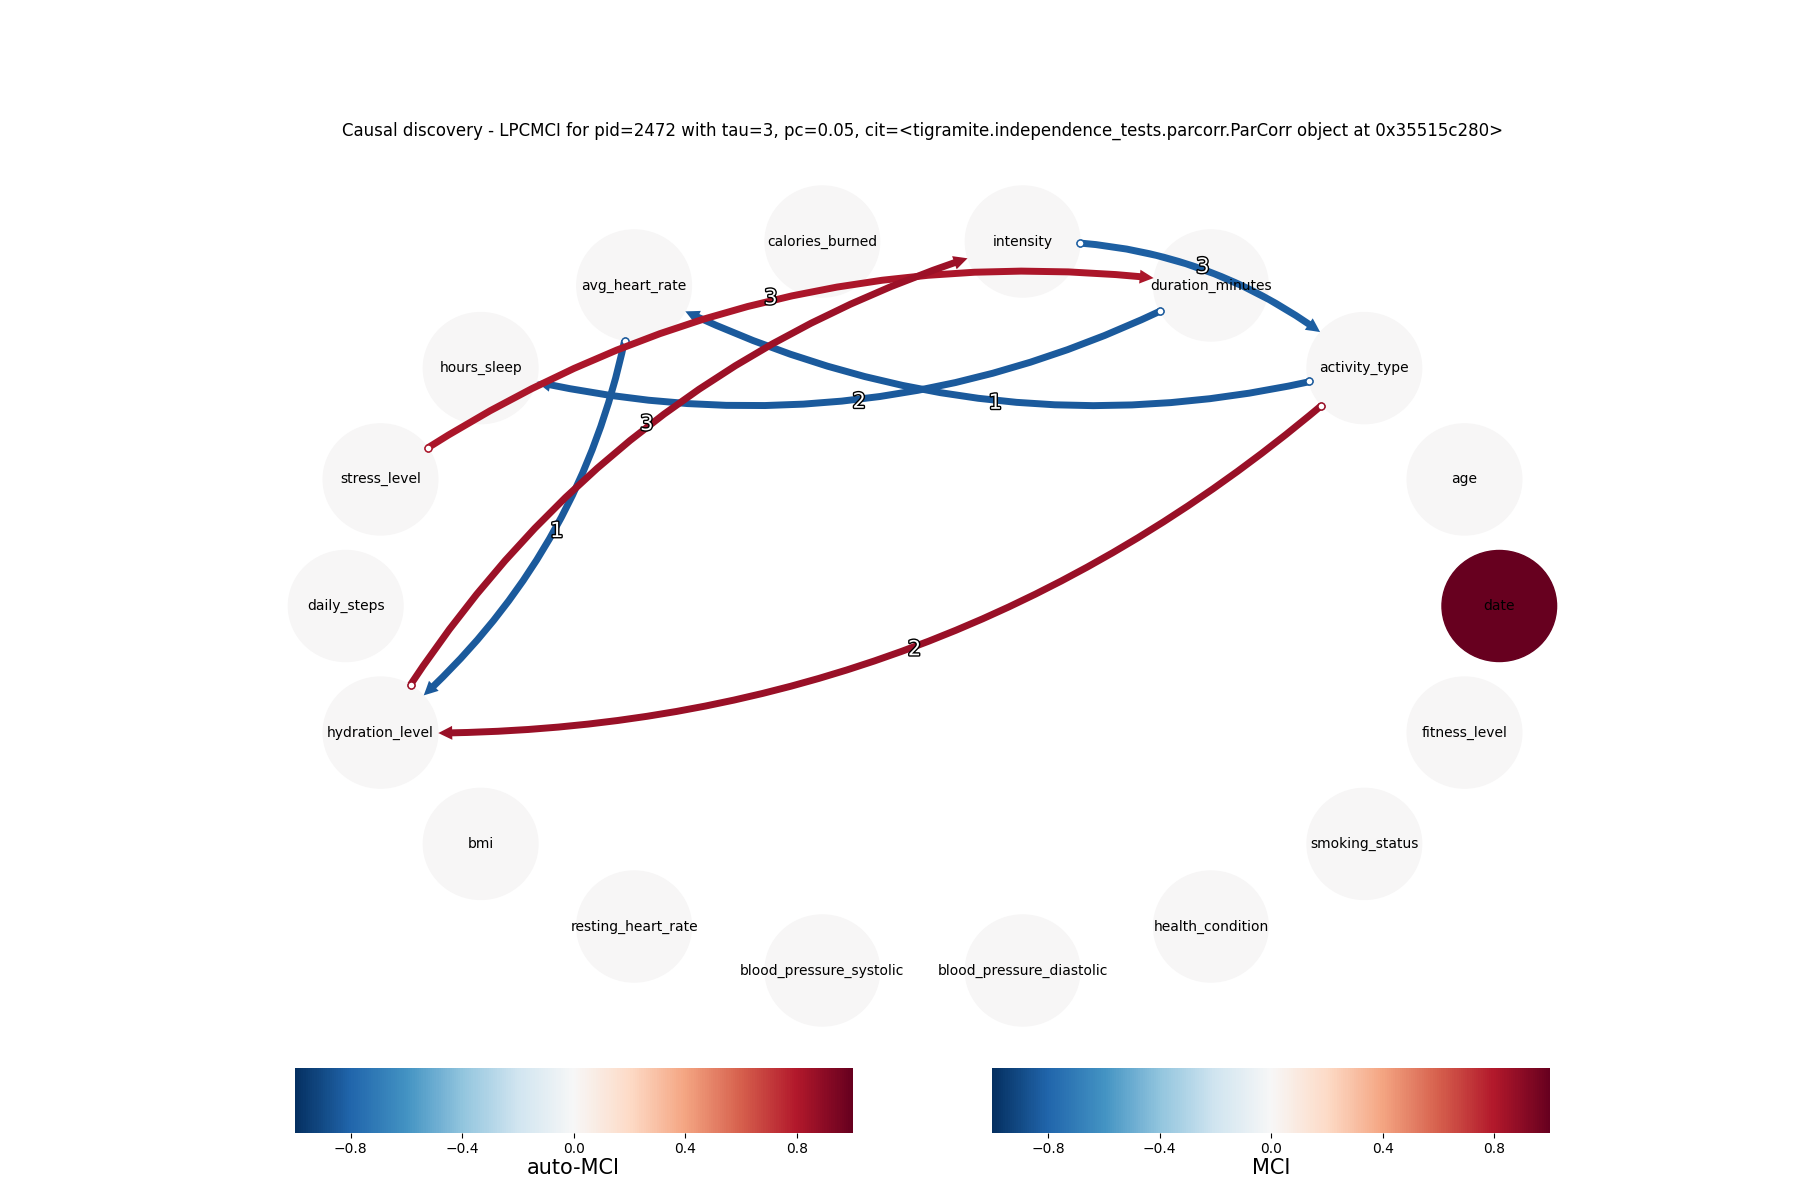 Causal discovery - LPCMCI for pid=2472 with tau=3, pc=0.05, cit=<tigramite.independence_tests.parcorr.ParCorr object at 0x35515c280>
calories_burned
intensity
3
avg_heart_rate
3
duration_minutes
hours_sleep
activity_type
2
1
3
stress_level
age
1
daily_steps
date
2
hydration_level
fitness_level
bmi
smoking_status
resting_heart_rate
health_condition
blood_pressure_systolic
blood_pressure_diastolic
−0.8 −0.4 0.0 0.4 0.8
auto-MCI
−0.8 −0.4 0.0 0.4 0.8
MCI